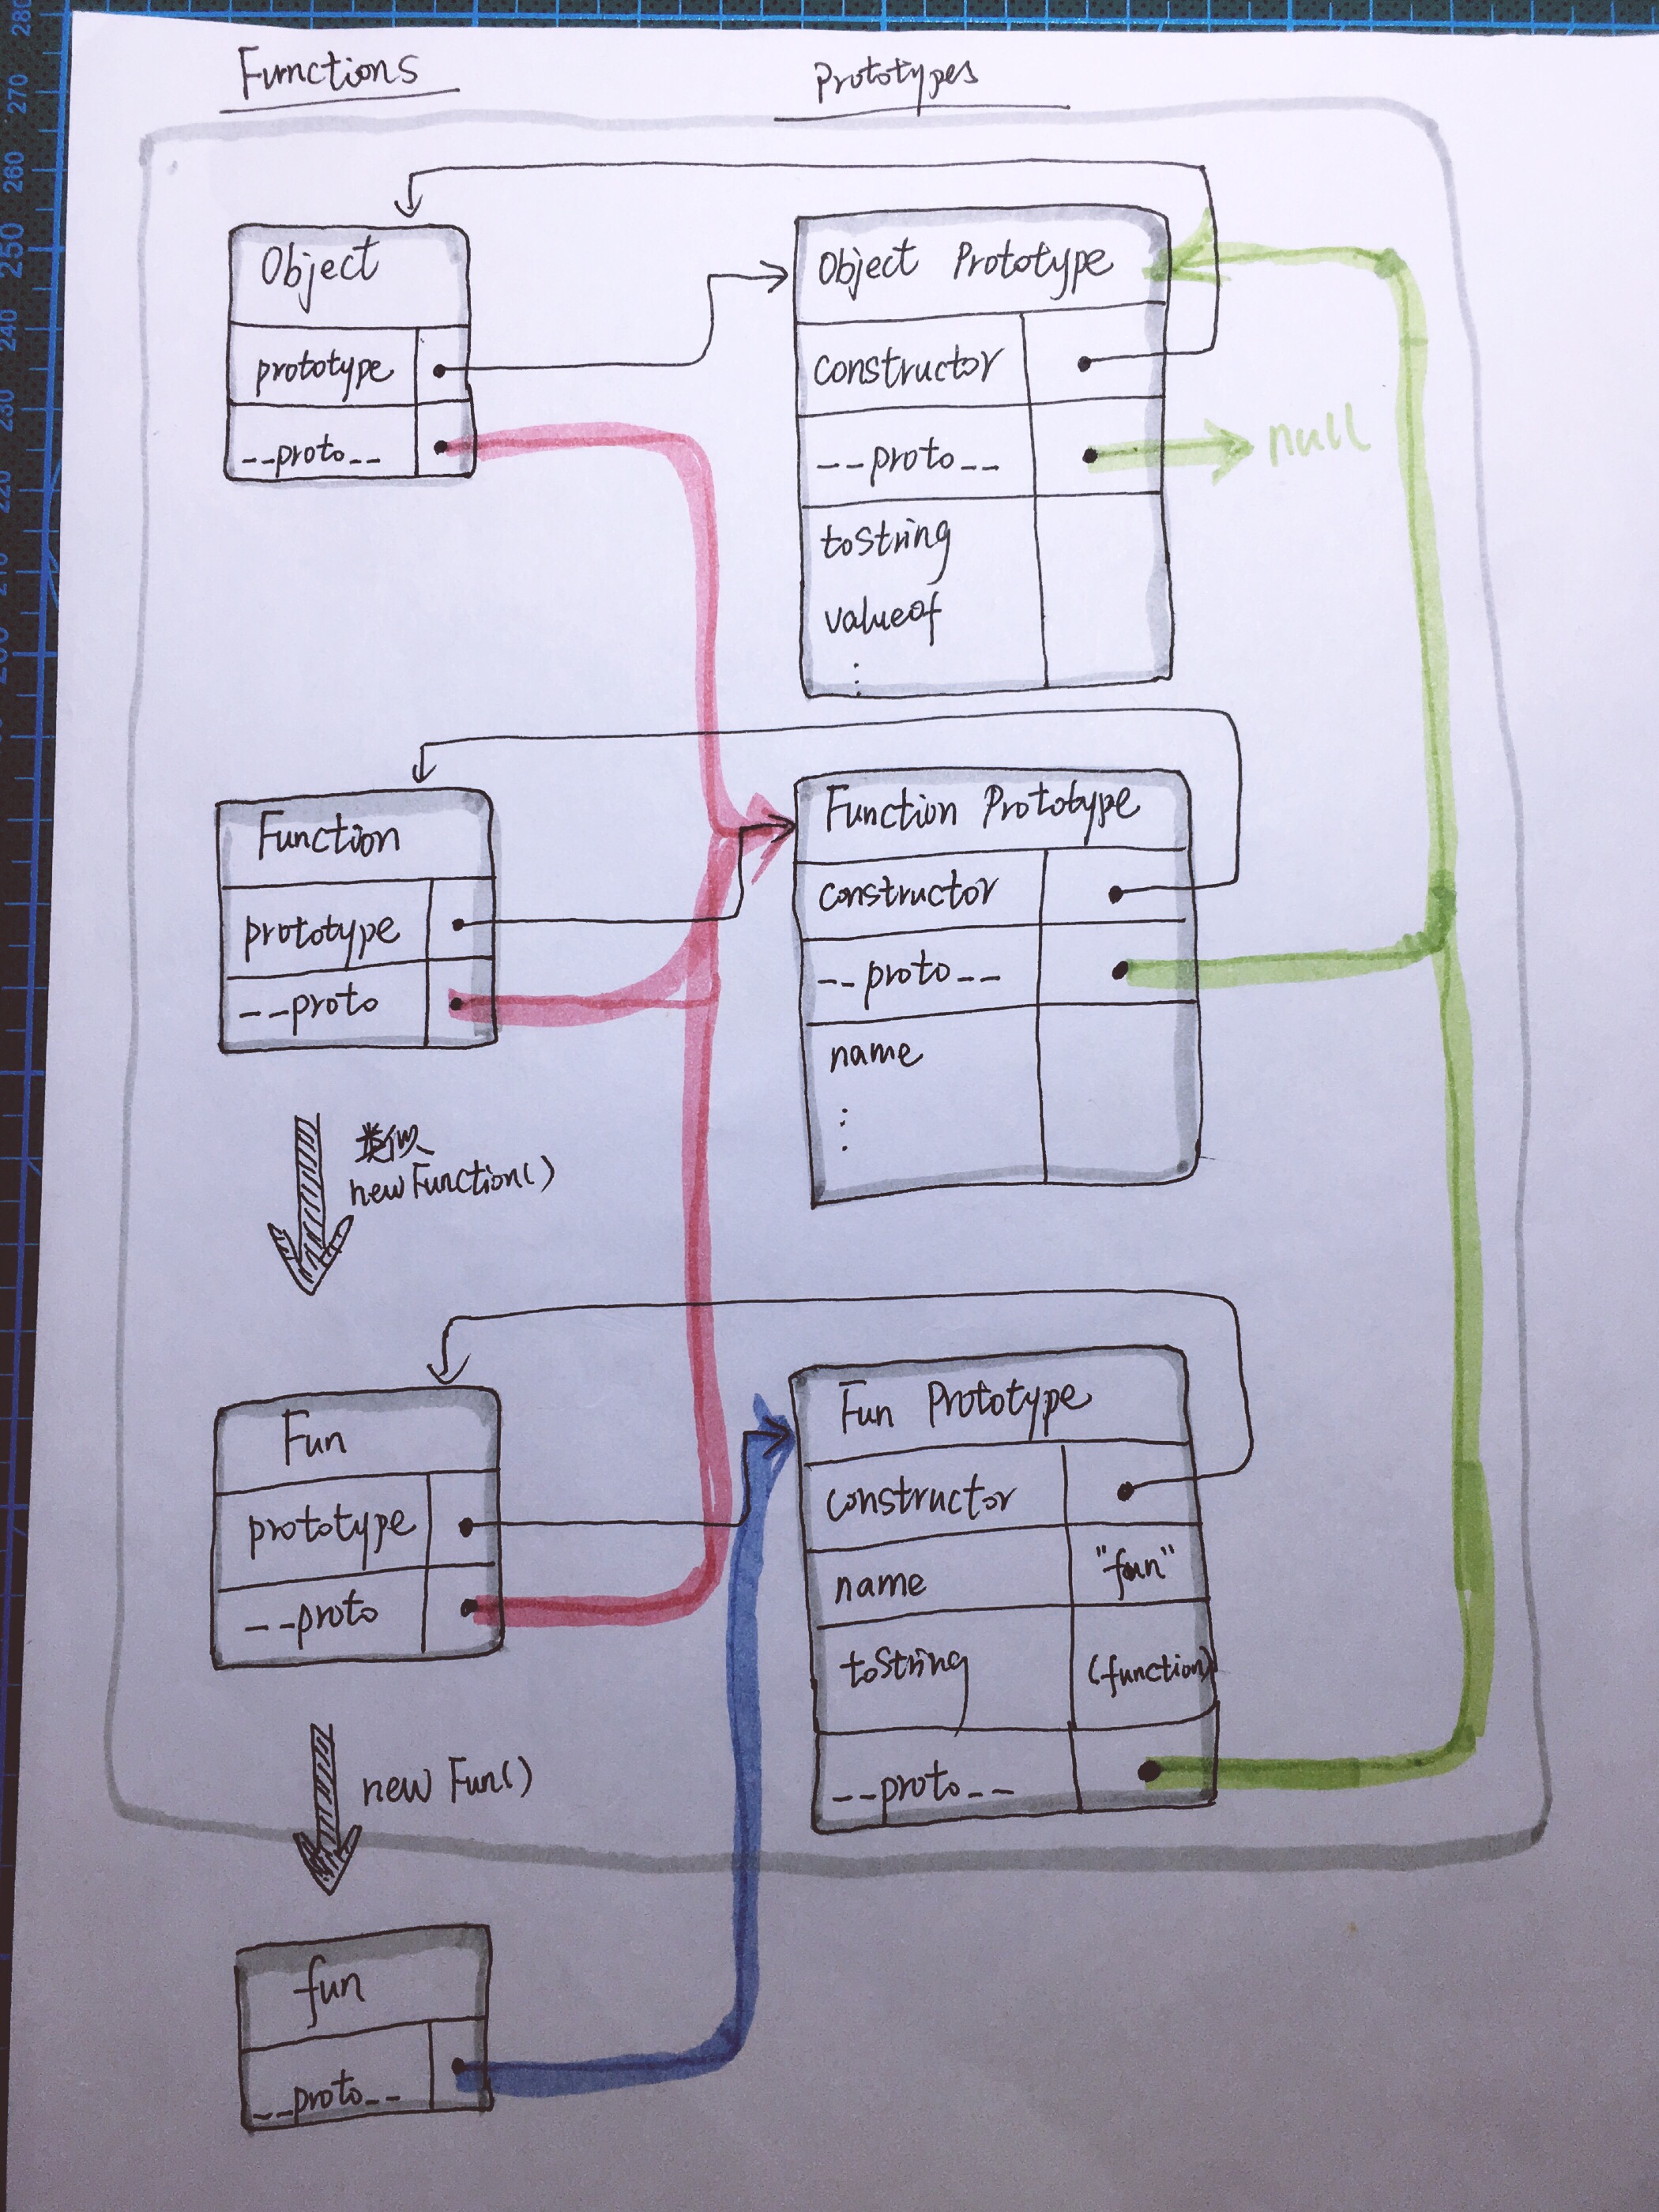 Functions
Prototypes
Object
prototype
__proto__
Object Prototype
constructor
__proto__
null
toString
valueof
Function
prototype
__proto
Function Prototype
constructor
__proto__
name
类似
new Function()
Fun
prototype
__proto
Fun Prototype
constructor
name "fun"
toString (function)
__proto__
new Fun()
fun
__proto__
280
270
260
250
240
230
220
210
200